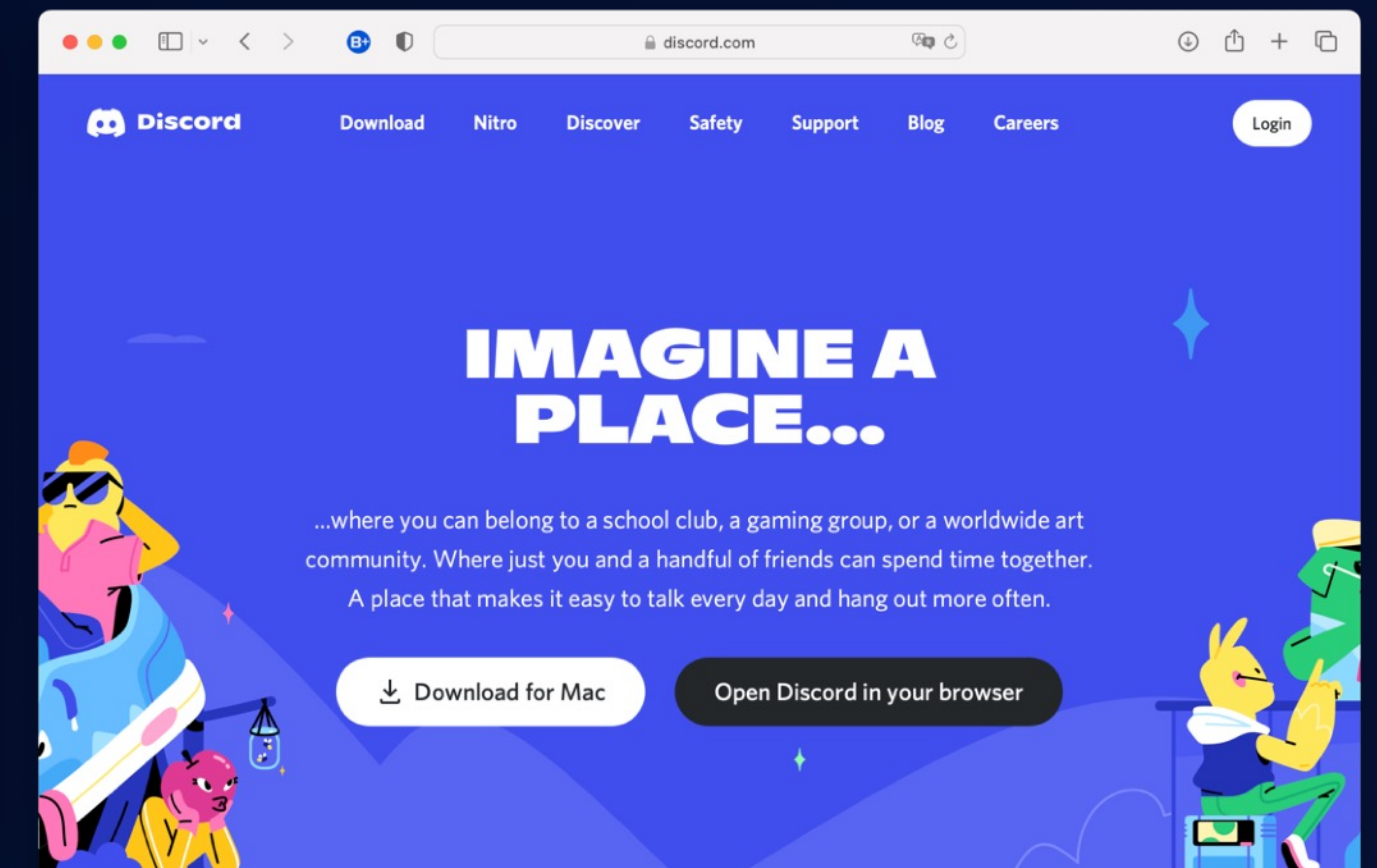 B+
discord.com
Discord Download Nitro Discover Safety Support Blog Careers Login
IMAGINE A
PLACE...
...where you can belong to a school club, a gaming group, or a worldwide art
community. Where just you and a handful of friends can spend time together.
A place that makes it easy to talk every day and hang out more often.
Download for Mac
Open Discord in your browser